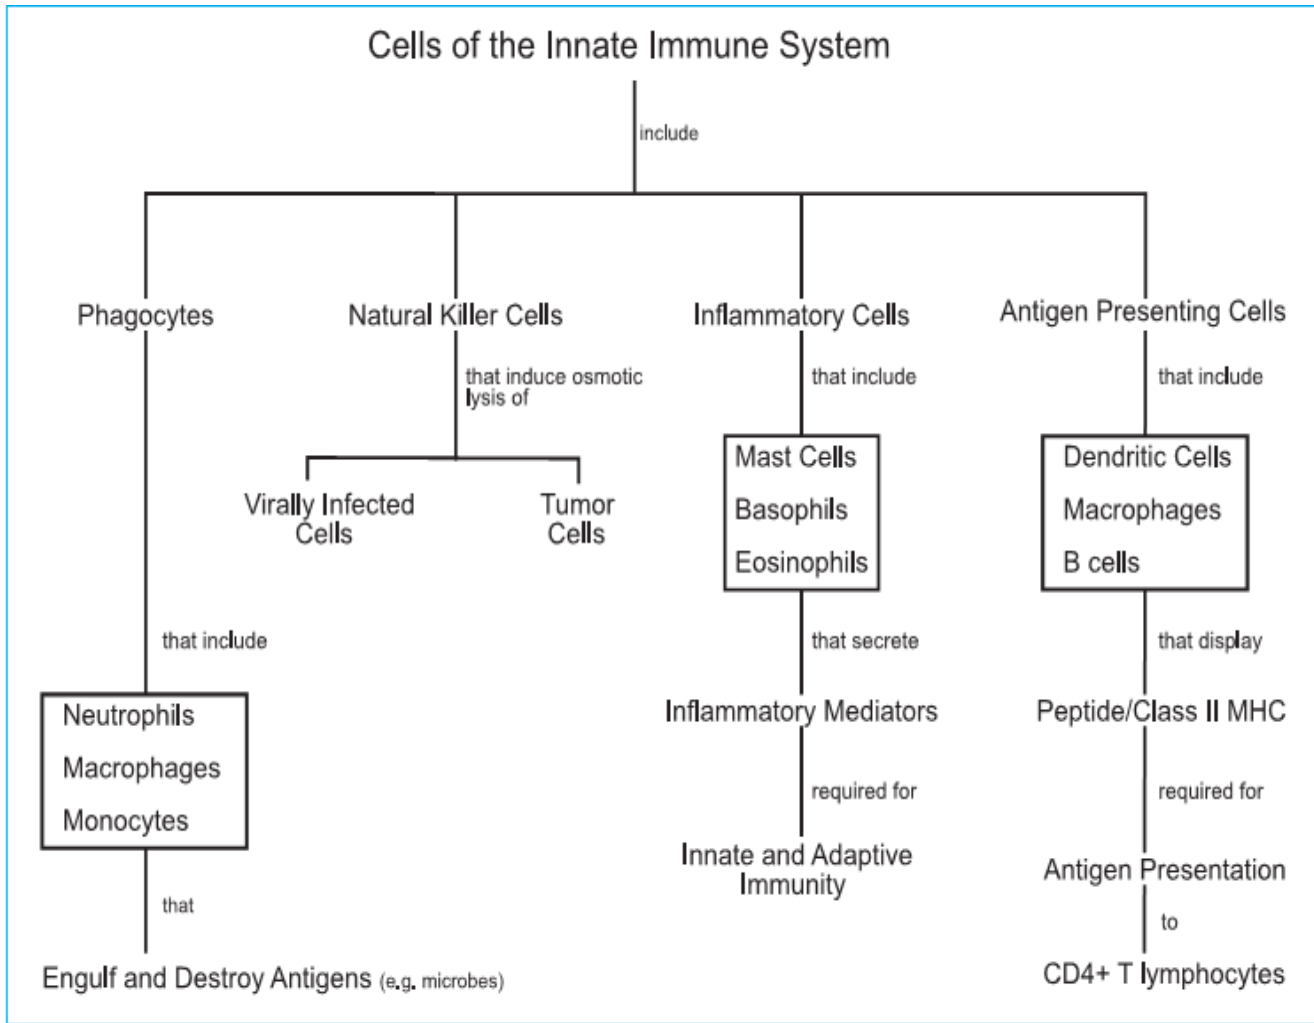 Cells of the Innate Immune System
include
Phagocytes
Natural Killer Cells
Inflammatory Cells
Antigen Presenting Cells
that induce osmotic
lysis of
that include
that include
Virally Infected
Cells
Tumor
Cells
Mast Cells
Basophils
Eosinophils
Dendritic Cells
Macrophages
B cells
that include
that secrete
that display
Neutrophils
Macrophages
Monocytes
Inflammatory Mediators
Peptide/Class II MHC
required for
required for
Innate and Adaptive
Immunity
Antigen Presentation
that
to
Engulf and Destroy Antigens (e.g. microbes)
CD4+ T lymphocytes